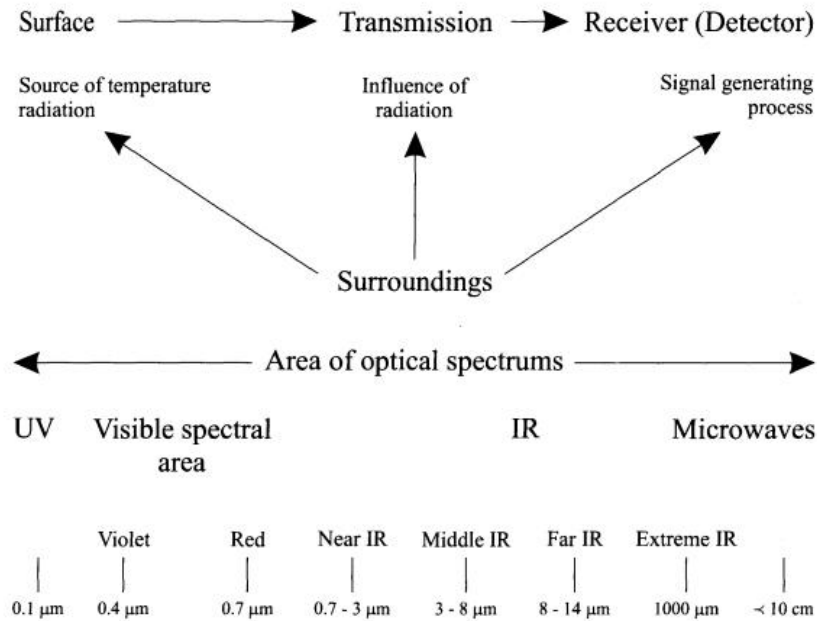 Surface Transmission Receiver (Detector)
Source of temperature radiation
Influence of radiation
Signal generating process
Surroundings
Area of optical spectrums
UV Visible spectral area IR Microwaves
Violet Red Near IR Middle IR Far IR Extreme IR
0.1 μm 0.4 μm 0.7 μm 0.7 - 3 μm 3 - 8 μm 8 - 14 μm 1000 μm ≺ 10 cm